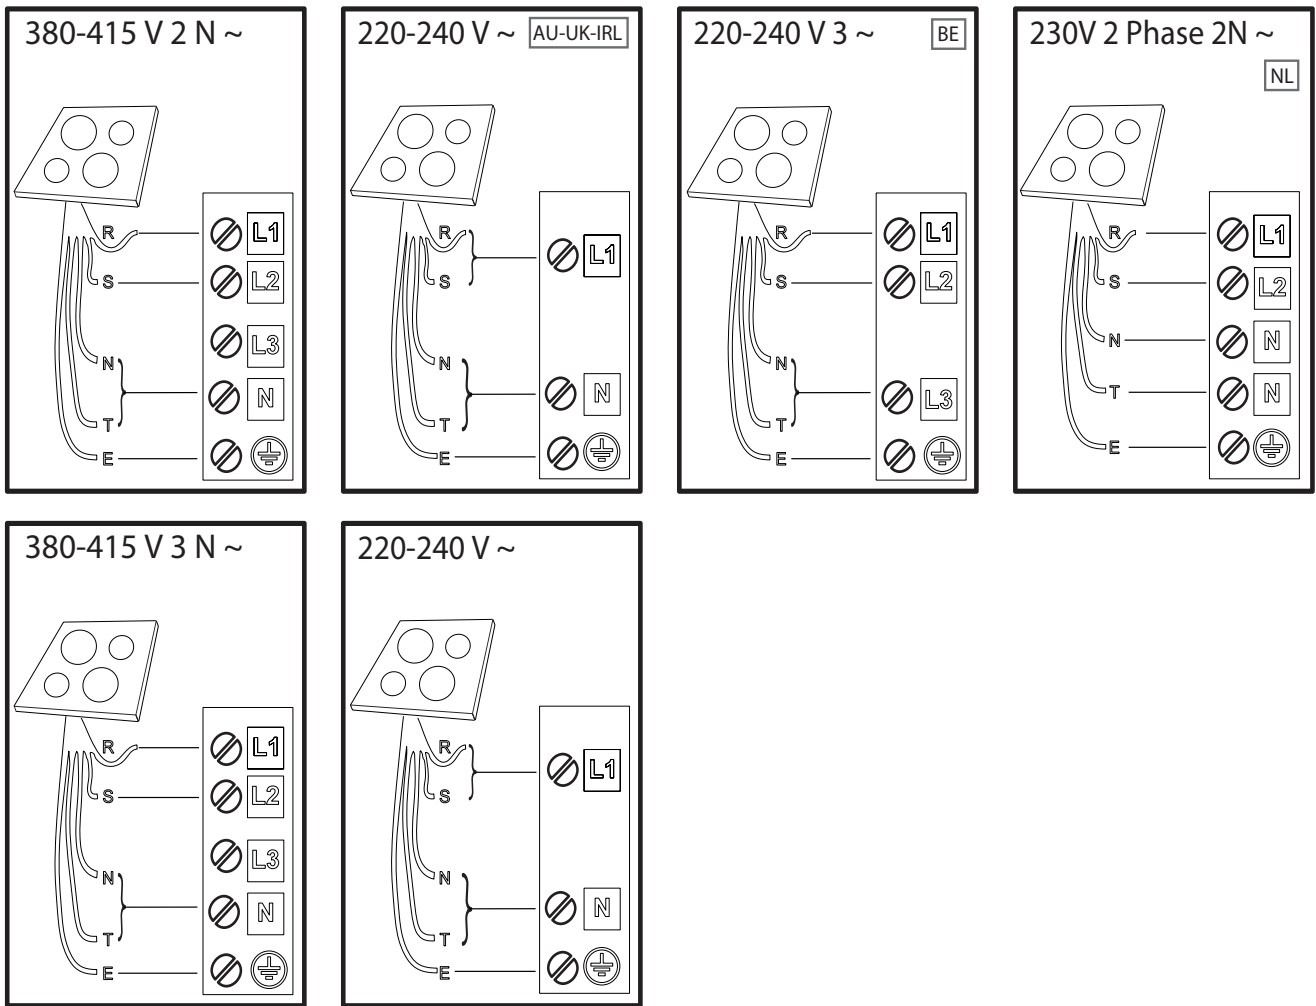 380-415 V 2 N ~
R L1
S L2
L3
N
N
T
E
220-240 V ~ AU-UK-IRL
R
L1
S
N
N
T
E
220-240 V 3 ~ BE
R L1
S L2
N
L3
T
E
230V 2 Phase 2N ~
NL
R L1
S L2
N N
T N
E
380-415 V 3 N ~
R L1
S L2
L3
N
N
T
E
220-240 V ~
R
L1
S
N
N
T
E